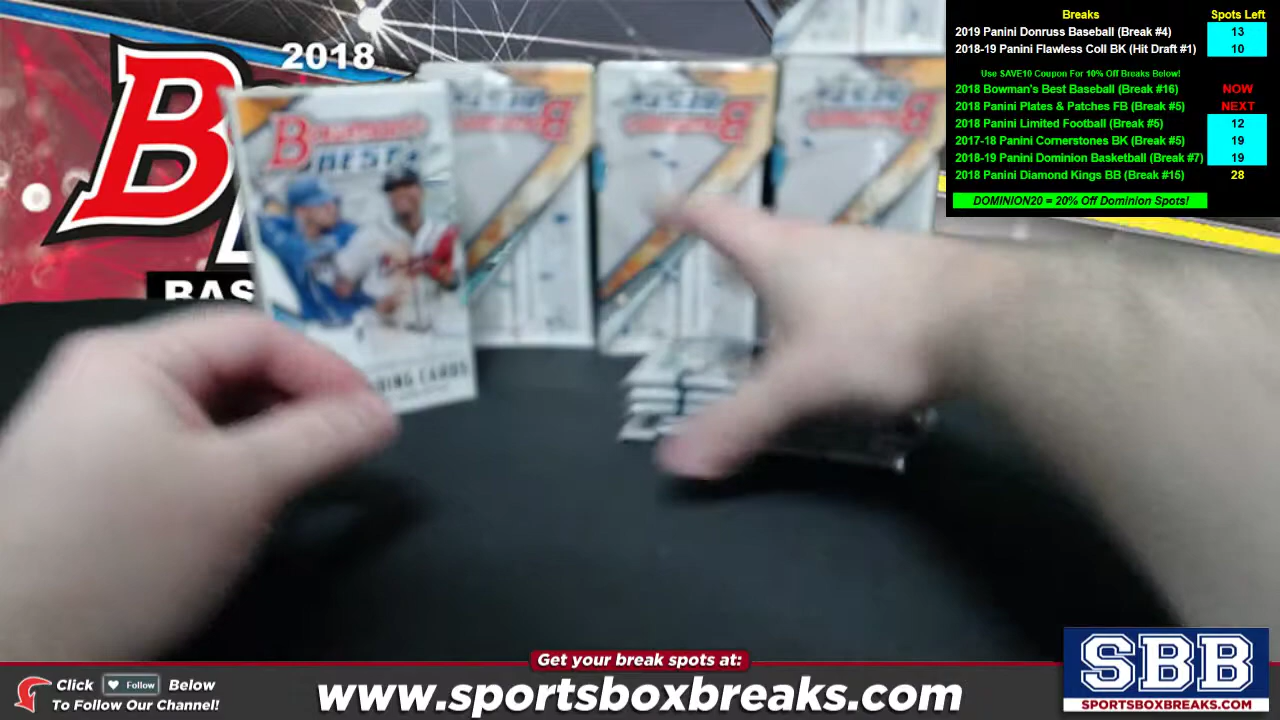 2018
B
BAS
B
BEST
DING CARDS
Breaks Spots Left
2019 Panini Donruss Baseball (Break #4) 13
2018-19 Panini Flawless Coll BK (Hit Draft #1) 10
Use SAVE10 Coupon For 10% Off Breaks Below!
2018 Bowman's Best Baseball (Break #16) NOW
2018 Panini Plates & Patches FB (Break #5) NEXT
2018 Panini Limited Football (Break #5) 12
2017-18 Panini Cornerstones BK (Break #5) 19
2018-19 Panini Dominion Basketball (Break #7) 19
2018 Panini Diamond Kings BB (Break #15) 28
DOMINION20 = 20% Off Dominion Spots!
Get your break spots at:
www.sportsboxbreaks.com
Click Follow Below
To Follow Our Channel!
SBB
SPORTSBOXBREAKS.COM